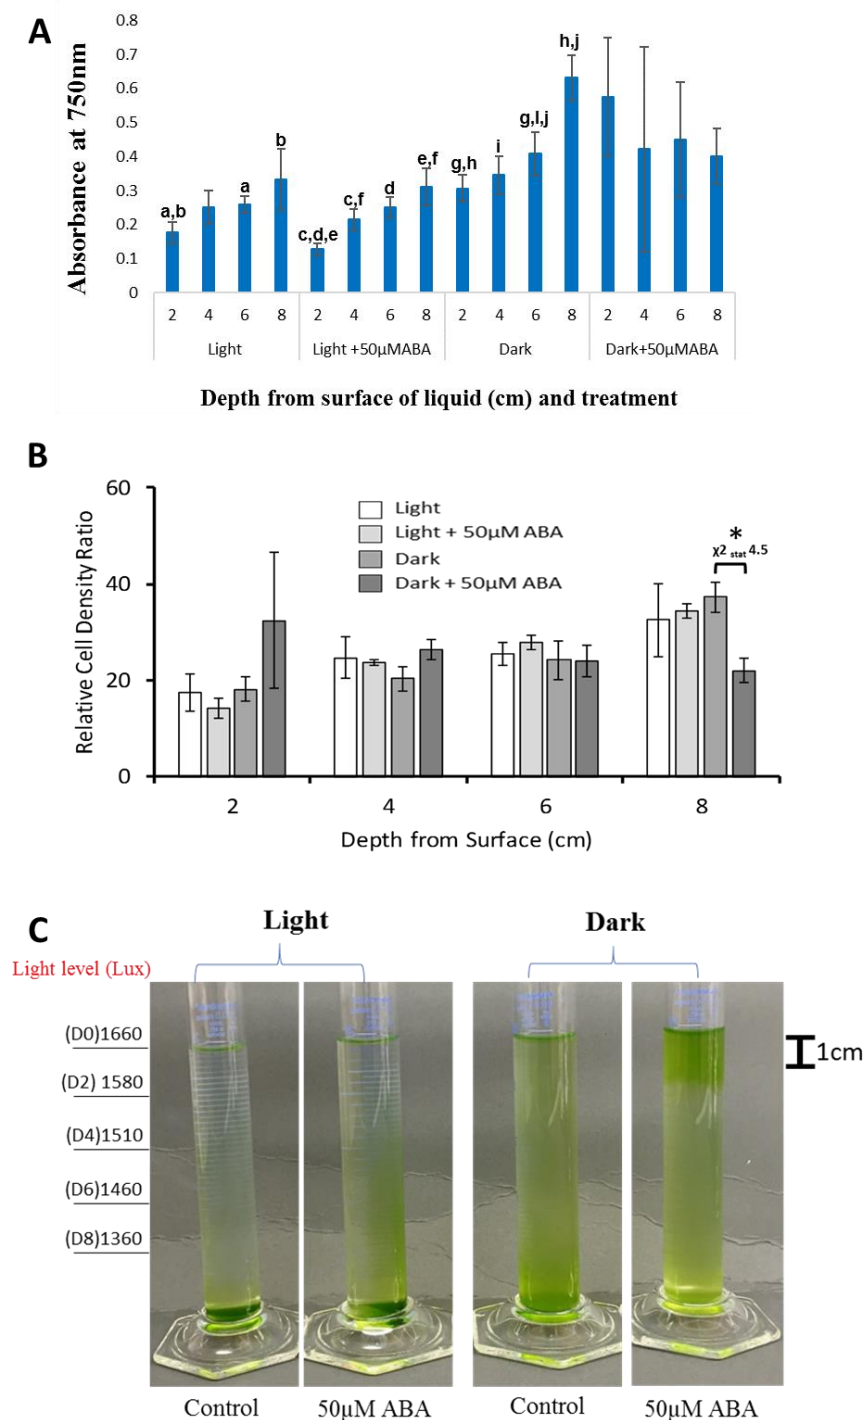 A
Absorbance at 750nm
0.8
0.7
0.6
0.5
0.4
0.3
0.2
0.1
0
a,b
a
b
c,d,e
c,f
d
e,f
g,h
i
g,l,j
h,j
2 4 6 8 2 4 6 8 2 4 6 8 2 4 6 8
Light Light +50μMABA Dark Dark+50μMABA
Depth from surface of liquid (cm) and treatment
B
Relative Cell Density Ratio
60
40
20
0
Light
Light + 50μM ABA
Dark
Dark + 50μM ABA
*
χ2 stat 4.5
2 4 6 8
Depth from Surface (cm)
C
Light Dark
Light level (Lux)
(D0)1660
(D2) 1580
(D4)1510
(D6)1460
(D8)1360
1cm
Control 50μM ABA Control 50μM ABA